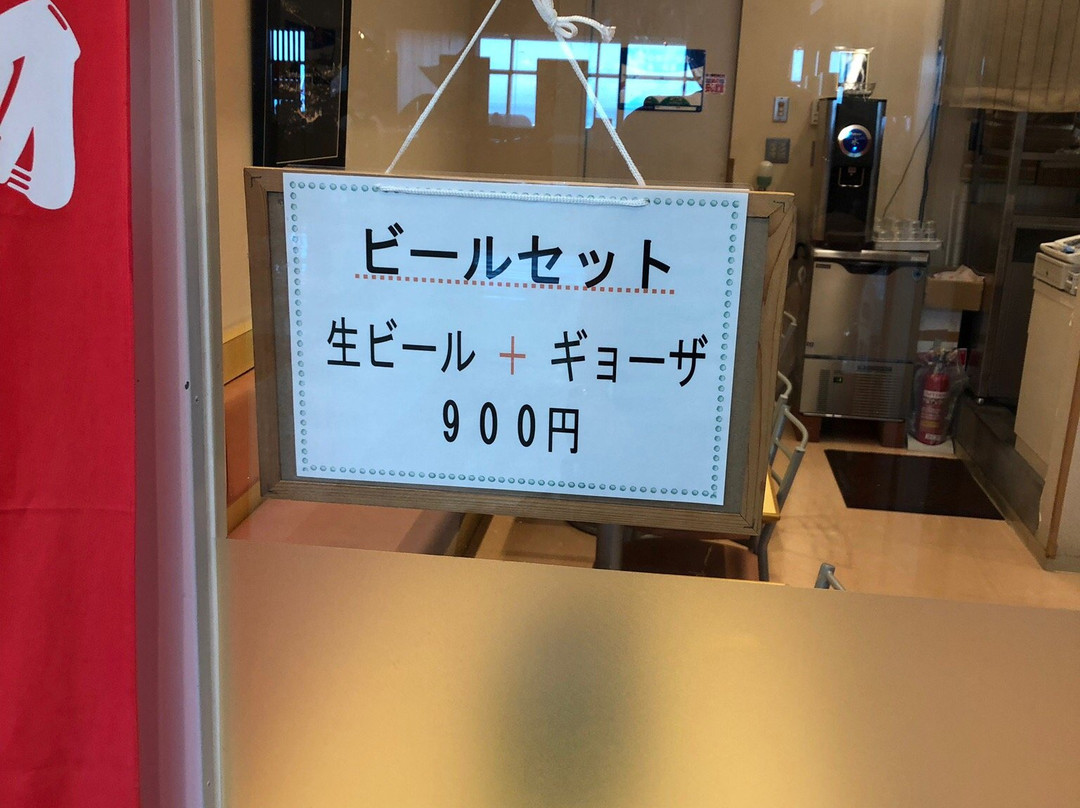 ビールセット
生ビール + ギョーザ
９００円